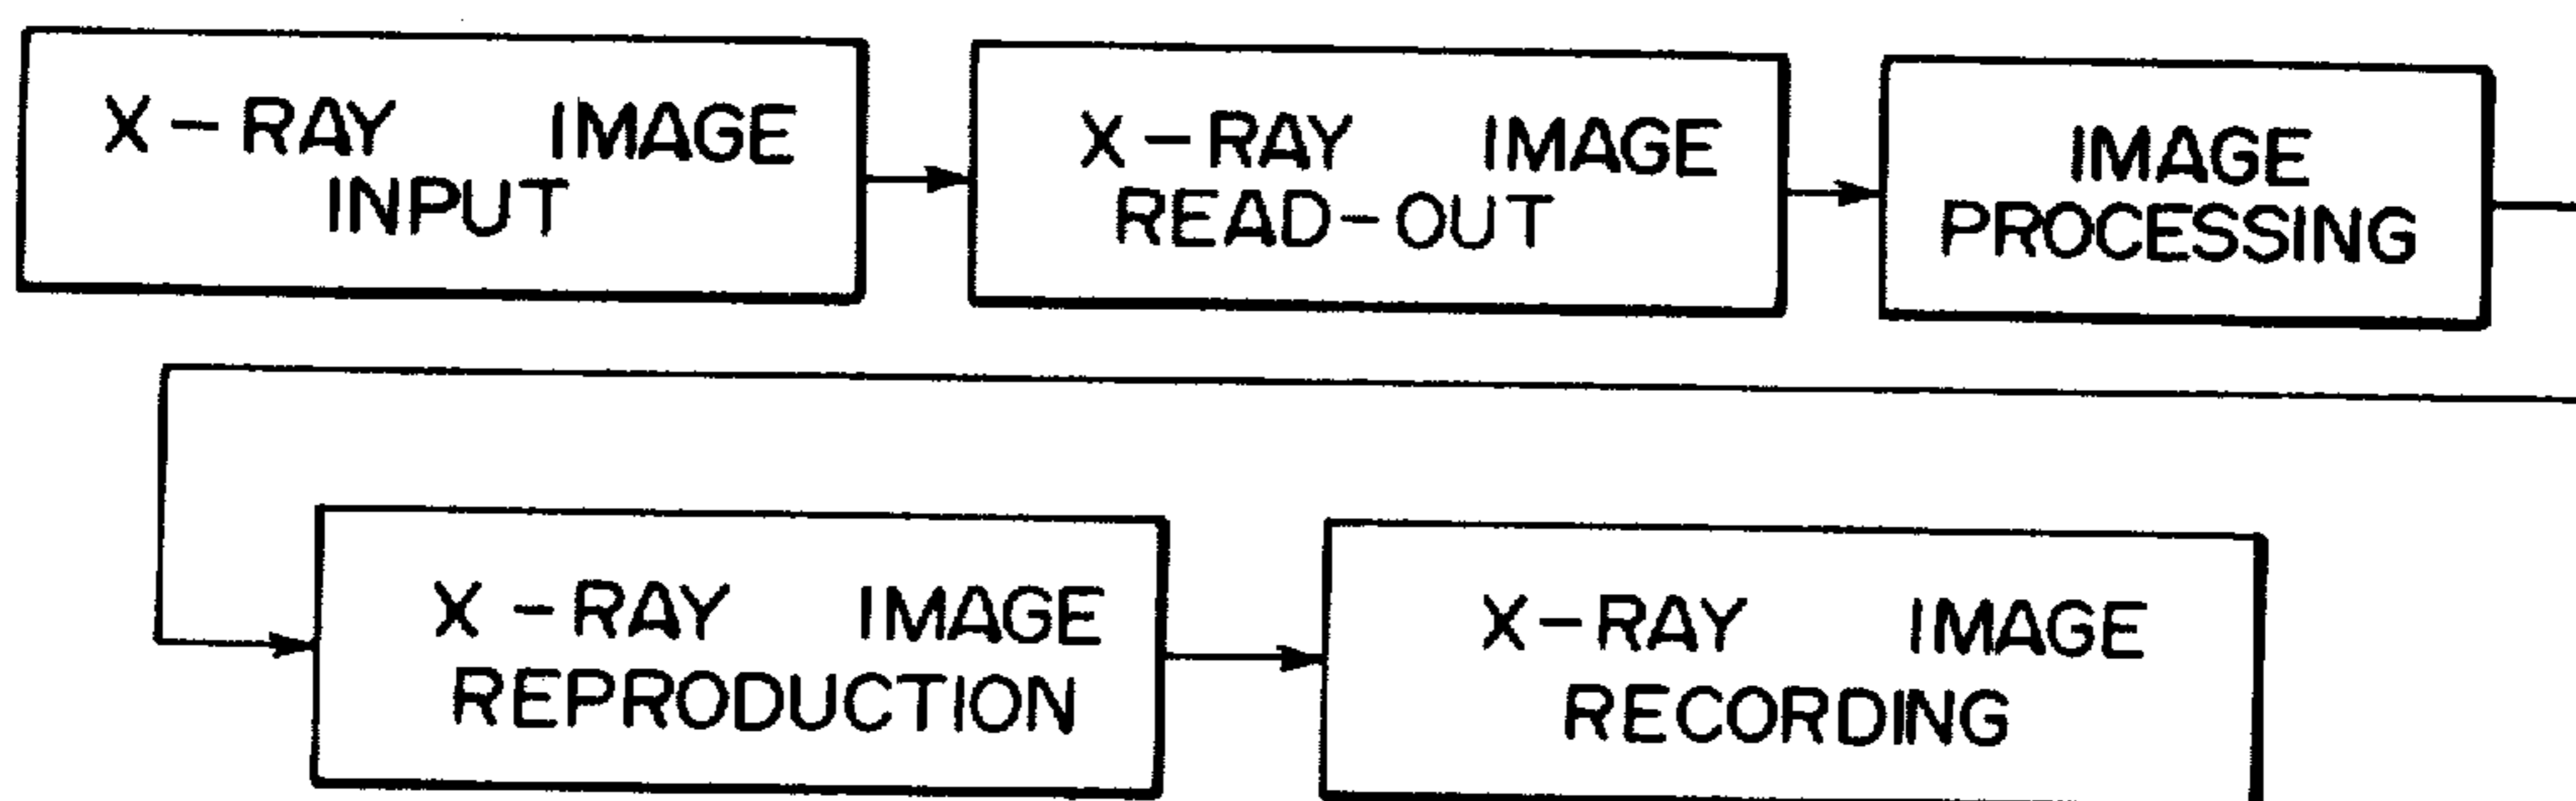 X-RAY IMAGE
INPUT
X-RAY IMAGE
READ-OUT
IMAGE
PROCESSING
X-RAY IMAGE
REPRODUCTION
X-RAY IMAGE
RECORDING